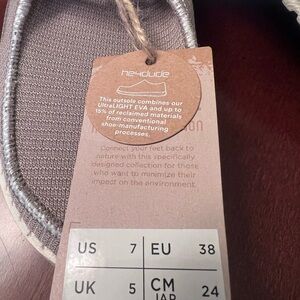 heydude
This outsole combines our
UltraLIGHT EVA and up to
15% of reclaimed materials
from conventional
shoe-manufacturing
processes.
Connect your feet back to
nature with this specifically
designed collection for those
who want to minimize their
impact on the environment.
US 7 EU 38
UK 5 CM 24
JAP